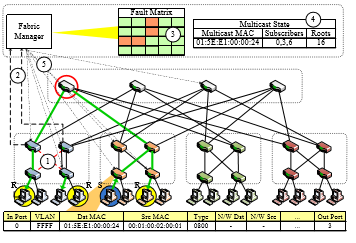 Fabric Manager
Fault Matrix
3
Multicast State
4
Multicast MAC Subscribers Roots
01:5E:E1:00:00:24 0,3,6 16
2
5
1
R R S R
In Port VLAN Dst MAC Src MAC Type N/W Dst N/W Src ... Out Port
0 FFFF 01:5E:E1:00:00:24 00:01:00:02:00:01 0800 - - ... 3